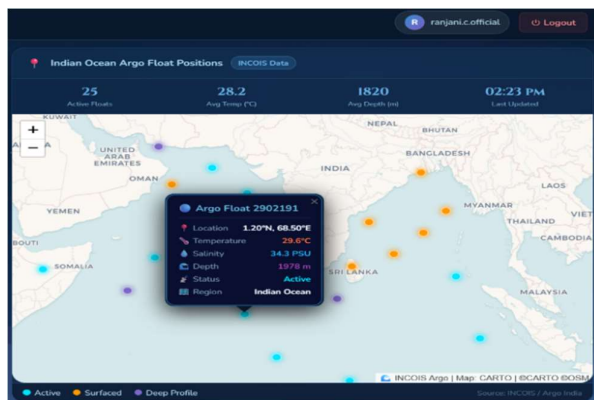 R ranjani.c.official
Logout
Indian Ocean Argo Float Positions INCOIS Data
25
Active Floats
28.2
Avg Temp (°C)
1820
Avg Depth (m)
02:23 PM
Last Updated
+
−
KUWAIT
UNITED
ARAB
EMIRATES
OMAN
YEMEN
SOMALIA
NEPAL
BHUTAN
BANGLADESH
INDIA
MYANMAR
LAOS
THAILAND
VIET
CAMBODIA
SRI LANKA
MALAYSIA
BOUTI
×
Argo Float 2902191
Location 1.20°N, 68.50°E
Temperature 29.6°C
Salinity 34.3 PSU
Depth 1978 m
Status Active
Region Indian Ocean
INCOIS Argo | Map: CARTO | ©CARTO ©OSM
Active Surfaced Deep Profile
Source: INCOIS / Argo India